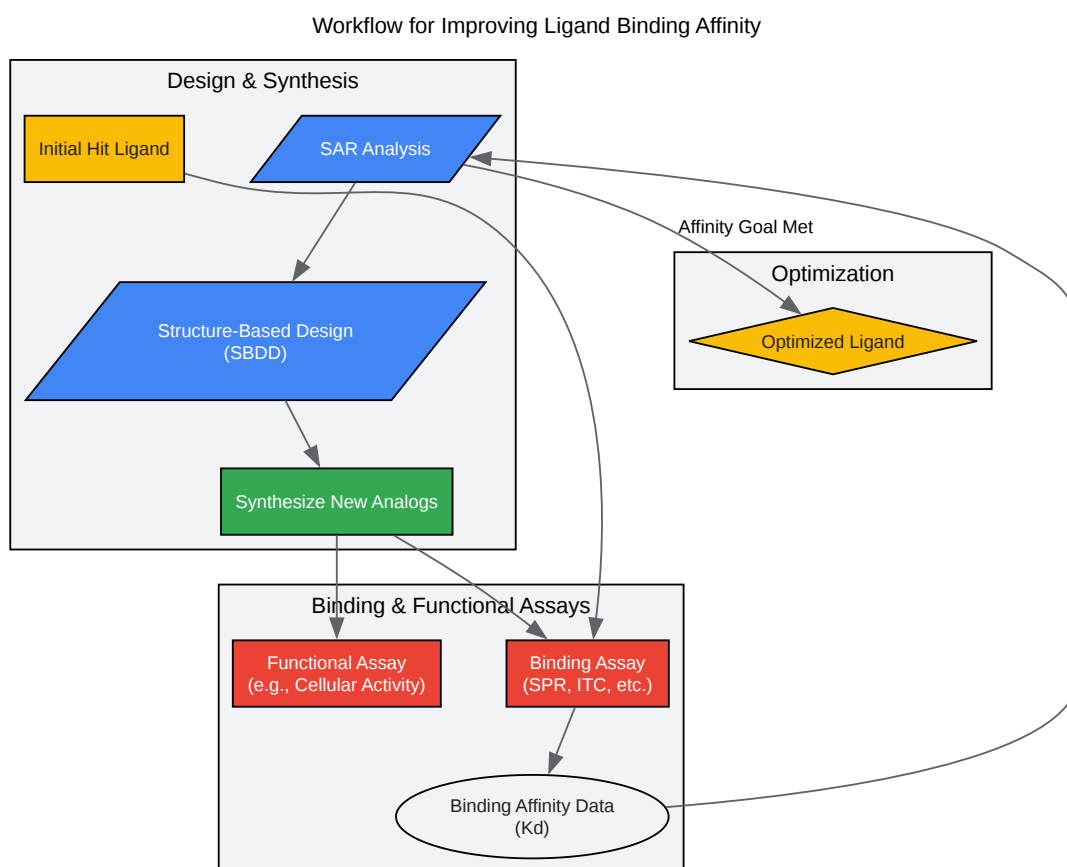 Workflow for Improving Ligand Binding Affinity
Design & Synthesis
Initial Hit Ligand
SAR Analysis
Affinity Goal Met
Optimization
Optimized Ligand
Structure-Based Design
(SBDD)
Synthesize New Analogs
Binding & Functional Assays
Functional Assay
(e.g., Cellular Activity)
Binding Assay
(SPR, ITC, etc.)
Binding Affinity Data
(Kd)